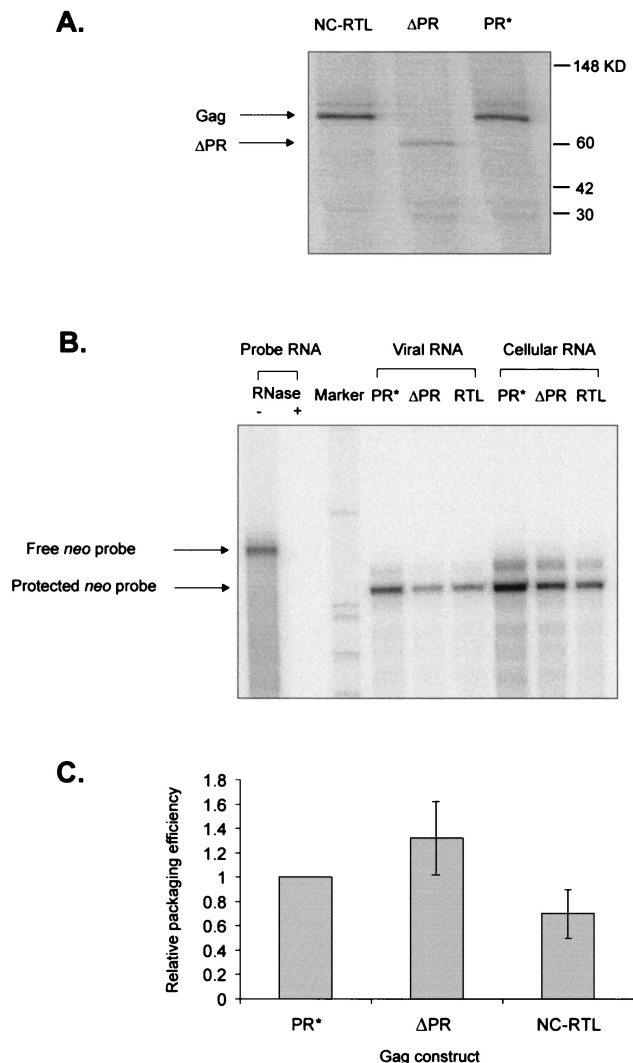 A.
NC-RTL ΔPR PR*
148 KD
Gag
ΔPR
60
42
30
B.
Probe RNA Viral RNA Cellular RNA
RNase Marker PR* ΔPR RTL PR* ΔPR RTL
- +
Free neo probe
Protected neo probe
C.
Relative packaging efficiency
1.8
1.6
1.4
1.2
1
0.8
0.6
0.4
0.2
0
PR* ΔPR NC-RTL
Gag construct